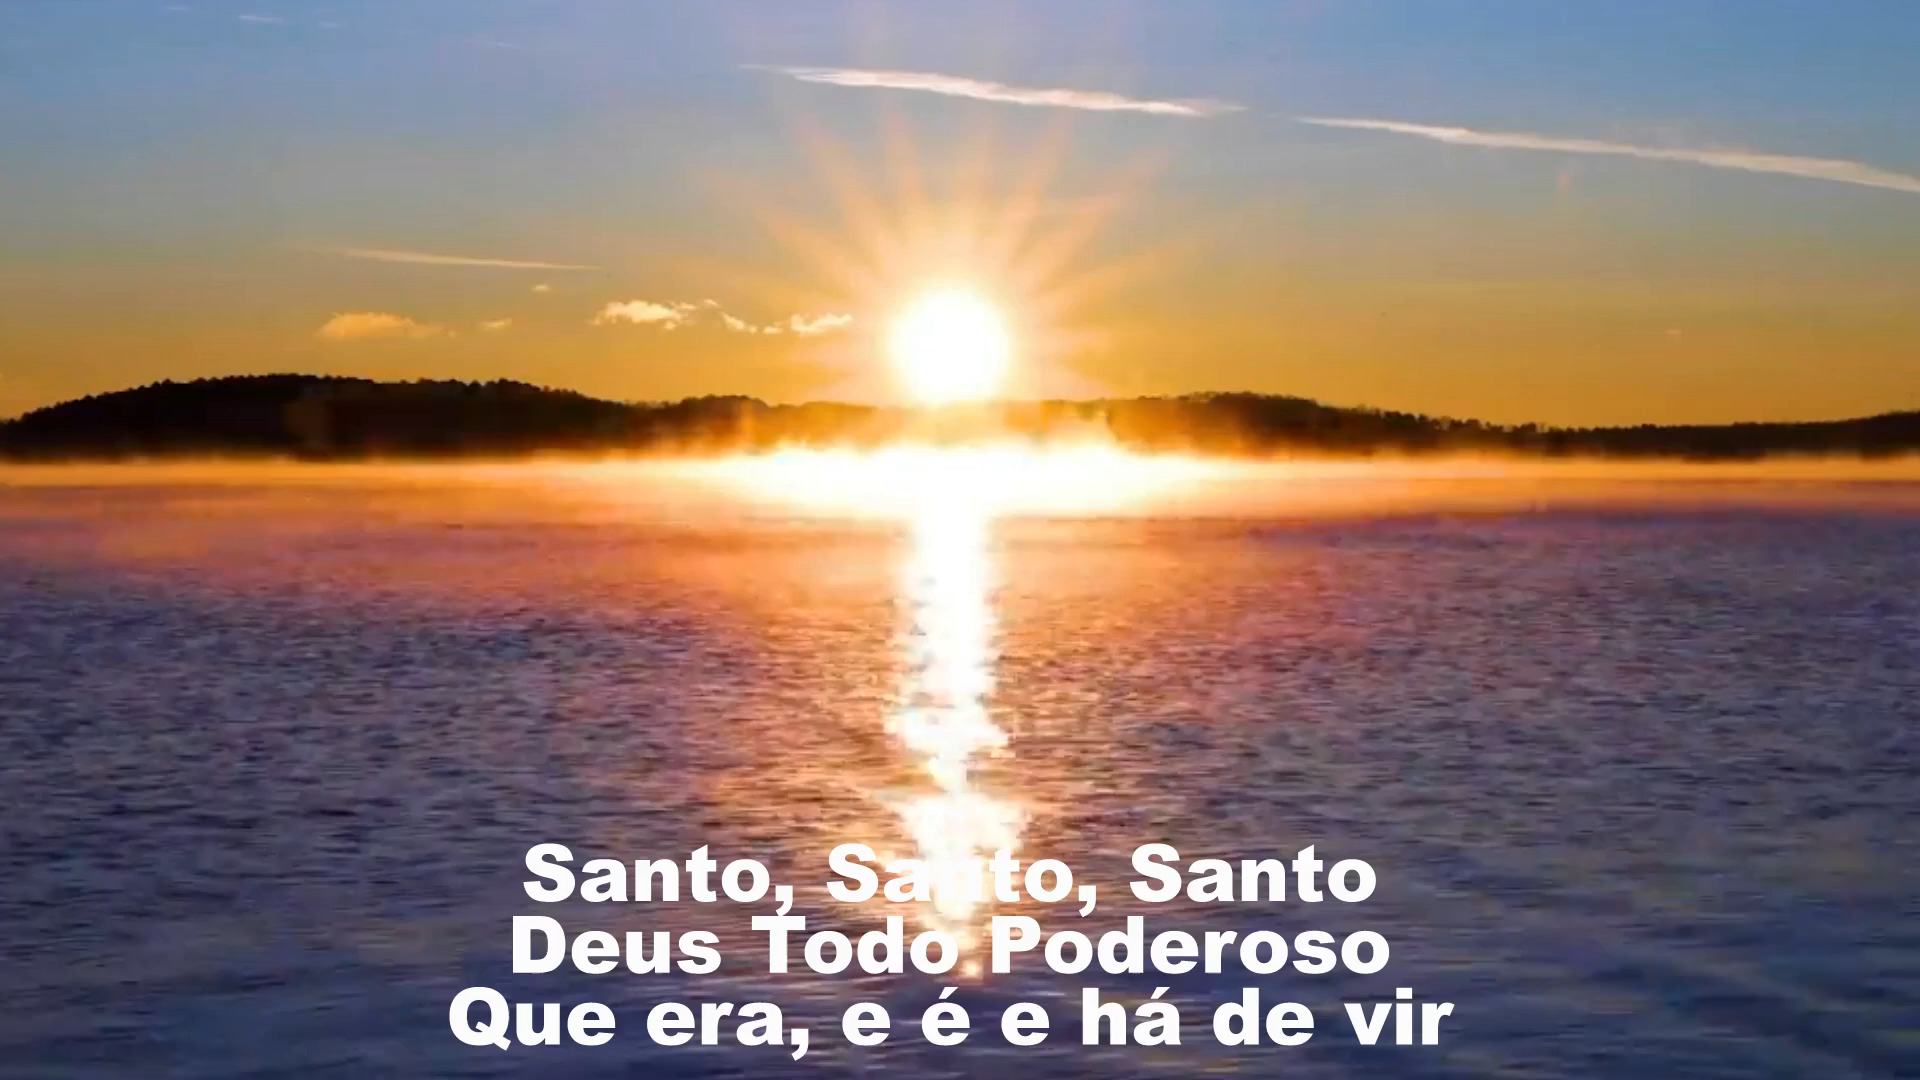 Santo, Santo, Santo
Deus Todo Poderoso
Que era, e é e há de vir